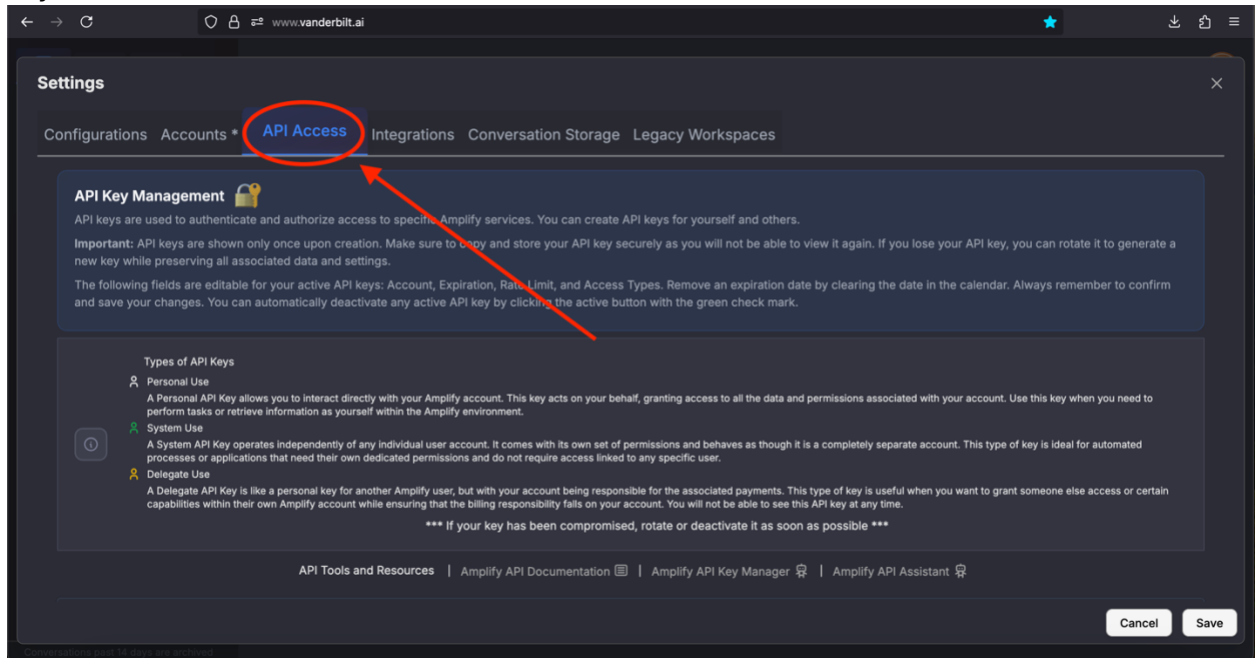 www.vanderbilt.ai
Settings
Configurations Accounts * API Access Integrations Conversation Storage Legacy Workspaces
API Key Management
API keys are used to authenticate and authorize access to specific Amplify services. You can create API keys for yourself and others.
Important: API keys are shown only once upon creation. Make sure to copy and store your API key securely as you will not be able to view it again. If you lose your API key, you can rotate it to generate a
new key while preserving all associated data and settings.
The following fields are editable for your active API keys: Account, Expiration, Rate Limit, and Access Types. Remove an expiration date by clearing the date in the calendar. Always remember to confirm
and save your changes. You can automatically deactivate any active API key by clicking the active button with the green check mark.
Types of API Keys
Personal Use
A Personal API Key allows you to interact directly with your Amplify account. This key acts on your behalf, granting access to all the data and permissions associated with your account. Use this key when you need to
perform tasks or retrieve information as yourself within the Amplify environment.
System Use
A System API Key operates independently of any individual user account. It comes with its own set of permissions and behaves as though it is a completely separate account. This type of key is ideal for automated
processes or applications that need their own dedicated permissions and do not require access linked to any specific user.
Delegate Use
A Delegate API Key is like a personal key for another Amplify user, but with your account being responsible for the associated payments. This type of key is useful when you want to grant someone else access or certain
capabilities within their own Amplify account while ensuring that the billing responsibility falls on your account. You will not be able to see this API key at any time.
*** If your key has been compromised, rotate or deactivate it as soon as possible ***
API Tools and Resources | Amplify API Documentation | Amplify API Key Manager | Amplify API Assistant
Cancel Save
Conversations past 14 days are archived